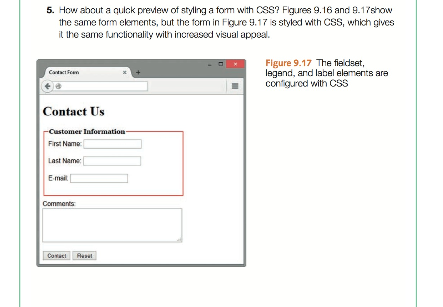 5. How about a quick preview of styling a form with CSS? Figures 9.16 and 9.17show
the same form elements, but the form in Figure 9.17 is styled with CSS, which gives
it the same functionality with increased visual appeal.
Figure 9.17 The fieldset,
legend, and label elements are
configured with CSS
Contact Form
Contact Us
Customer Information
First Name:
Last Name:
E-mail:
Comments:
Contact Reset